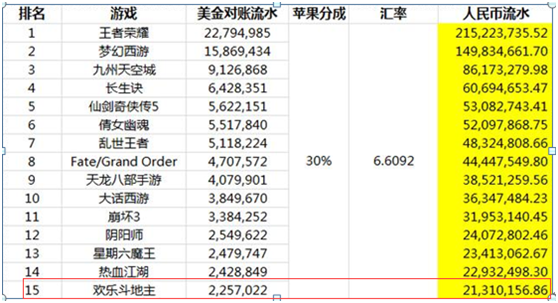 排名 游戏 美金对账流水 苹果分成 汇率 人民币流水
1 王者荣耀 22,794,985 215,223,735.52
2 梦幻西游 15,869,434 149,834,661.70
3 九州天空城 9,126,868 86,173,279.98
4 长生诀 6,428,351 60,694,653.47
5 仙剑奇侠传5 5,622,151 53,082,743.41
6 倩女幽魂 5,517,840 52,097,868.75
7 乱世王者 5,118,224 48,324,808.66
8 Fate/Grand Order 4,707,572 30% 6.6092 44,447,549.80
9 天龙八部手游 4,079,901 38,521,259.56
10 大话西游 3,849,670 36,347,484.23
11 崩坏3 3,384,252 31,953,140.45
12 阴阳师 2,549,622 24,072,802.46
13 星期六魔王 2,479,747 23,413,062.67
14 热血江湖 2,428,849 22,932,498.30
15 欢乐斗地主 2,257,022 21,310,156.86